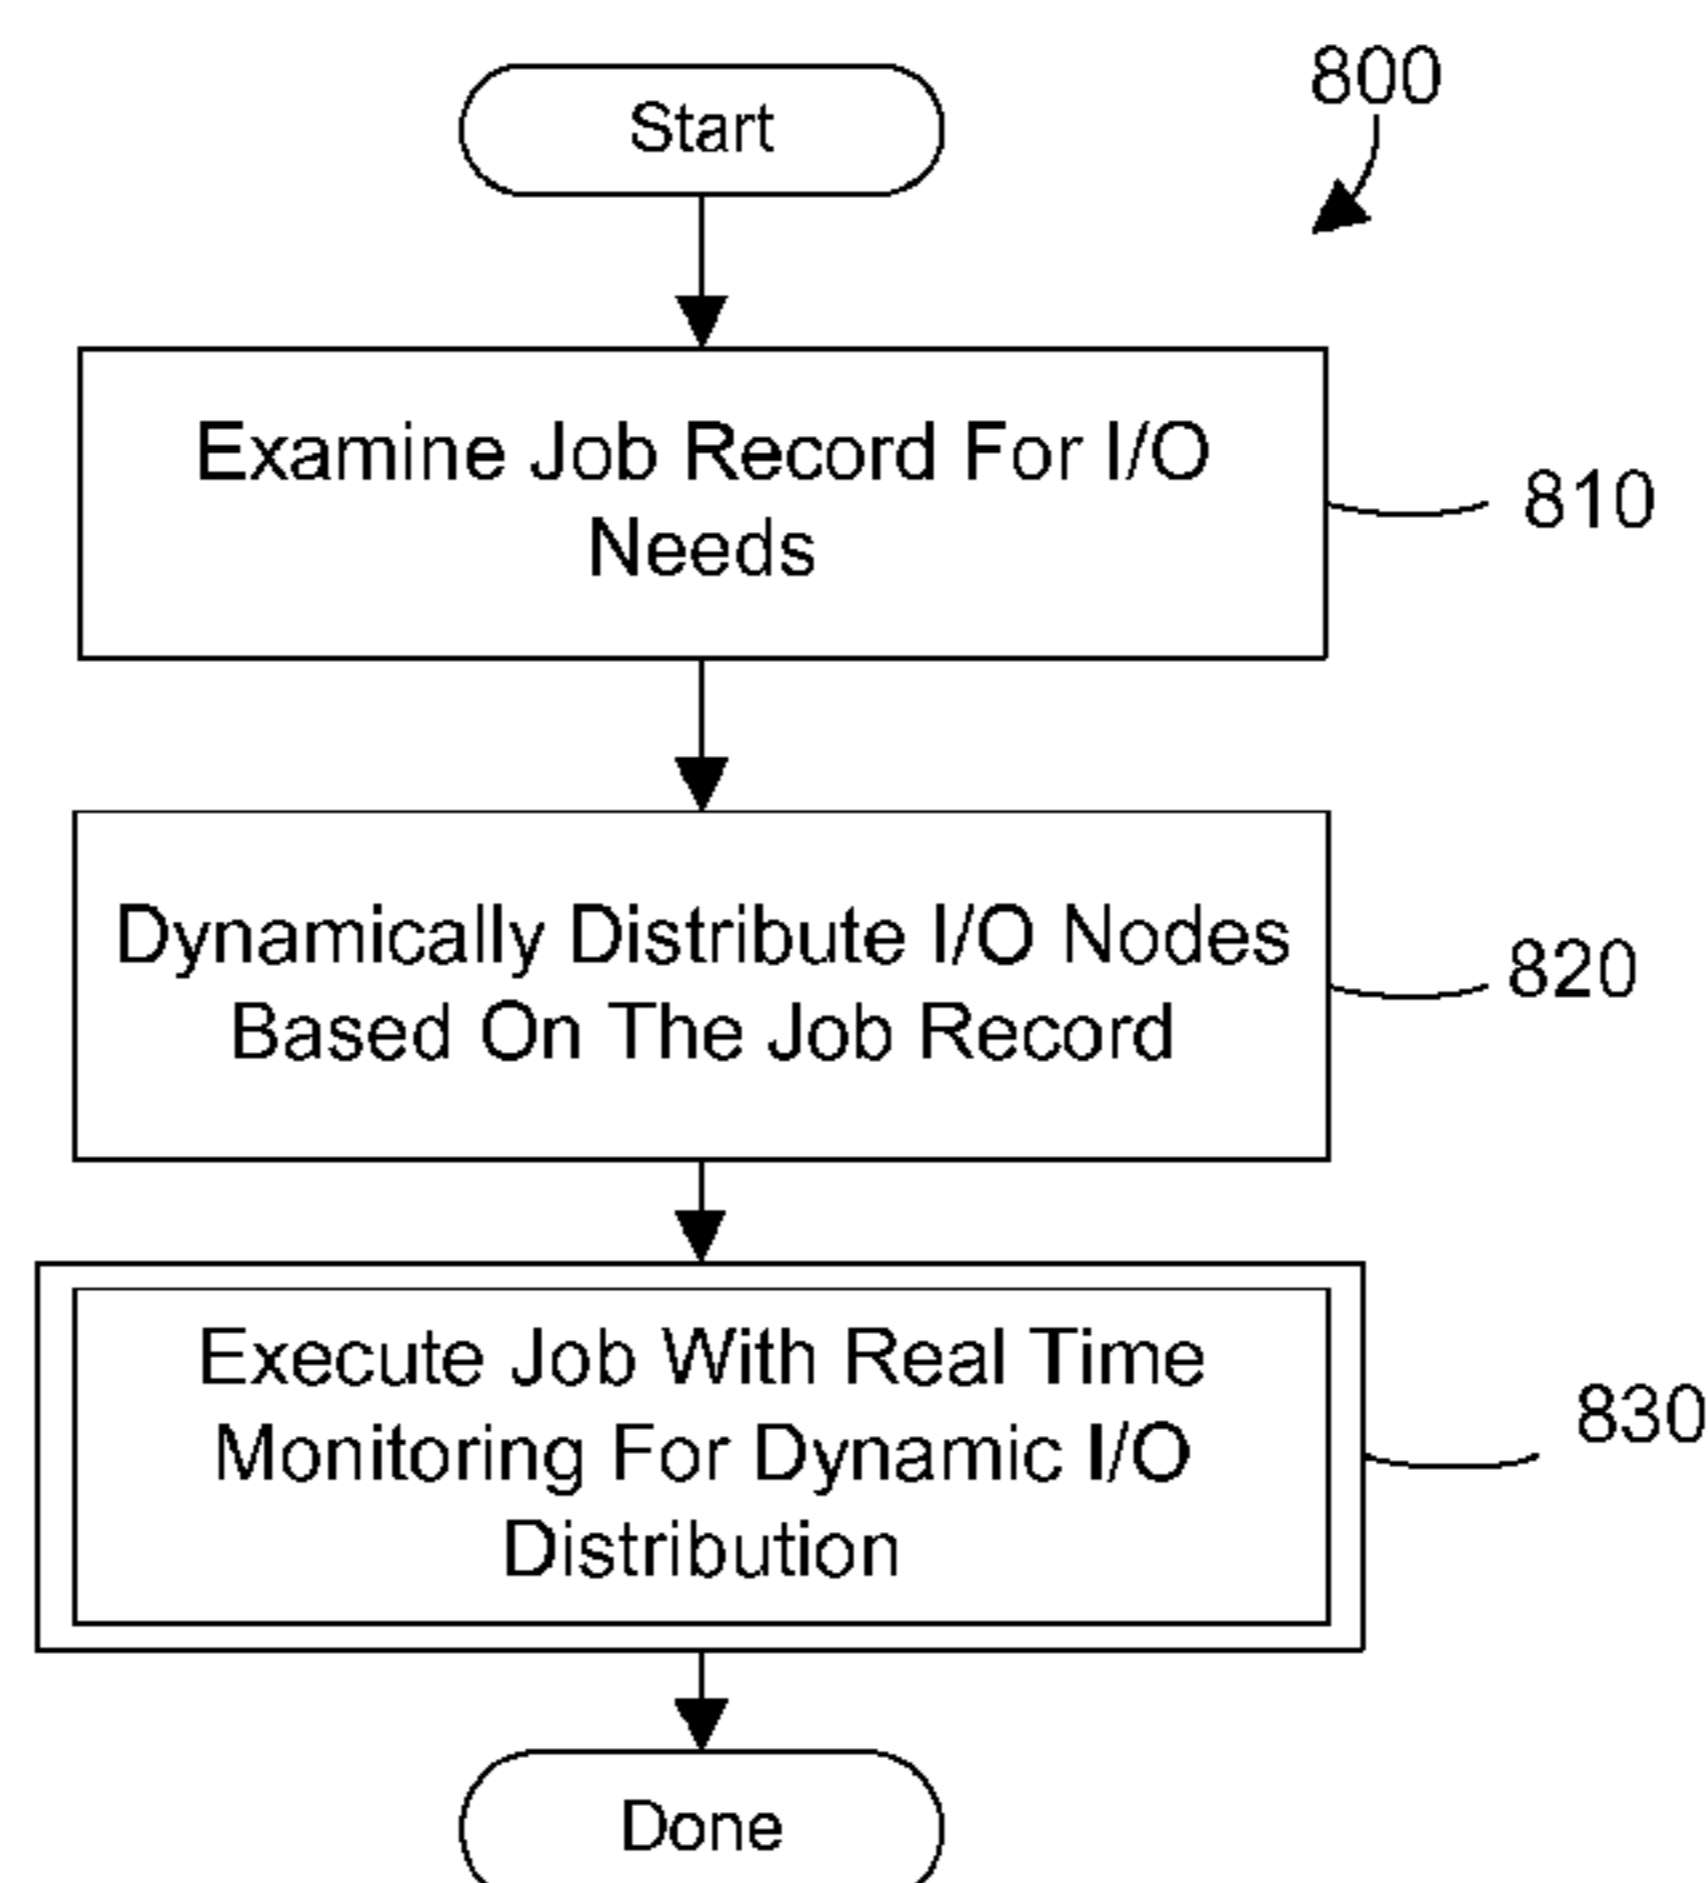 800
Start
Examine Job Record For I/O
Needs
810
Dynamically Distribute I/O Nodes
Based On The Job Record
820
Execute Job With Real Time
Monitoring For Dynamic I/O
Distribution
830
Done